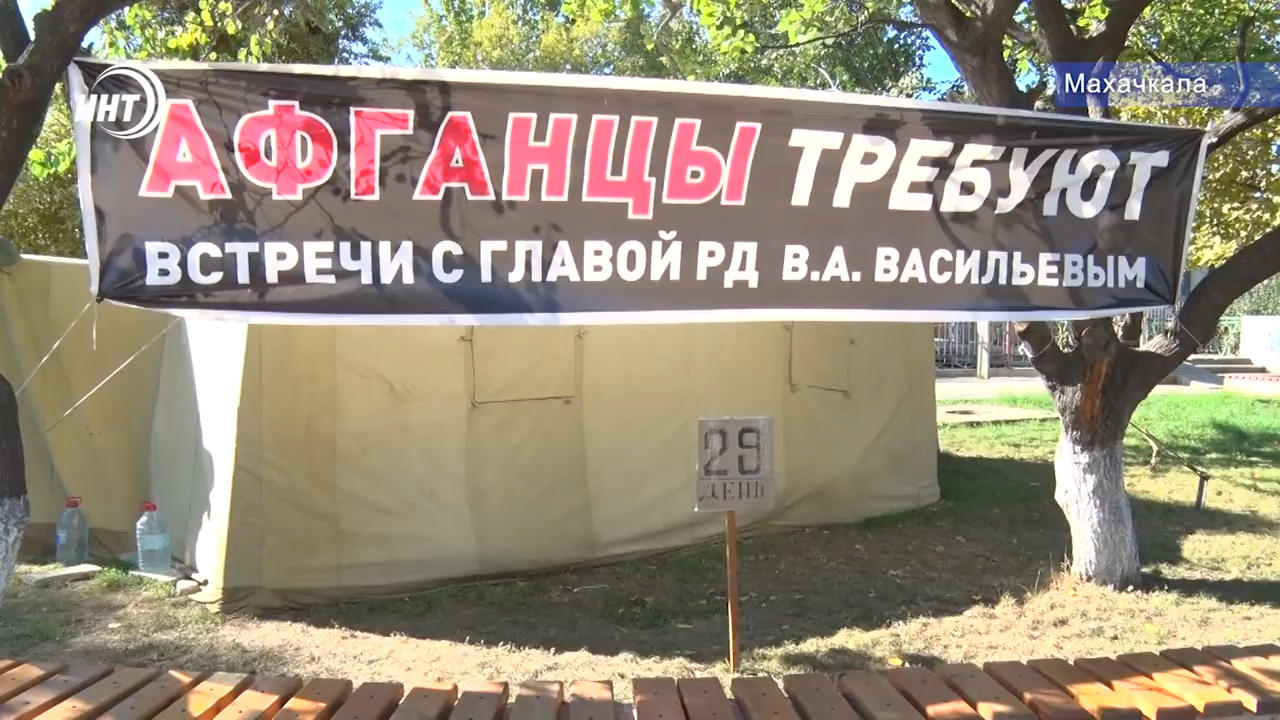 ИНТ
Махачкала
АФГАНЦЫ ТРЕБУЮТ
ВСТРЕЧИ С ГЛАВОЙ РД В.А. ВАСИЛЬЕВЫМ
29
ДЕНЬ